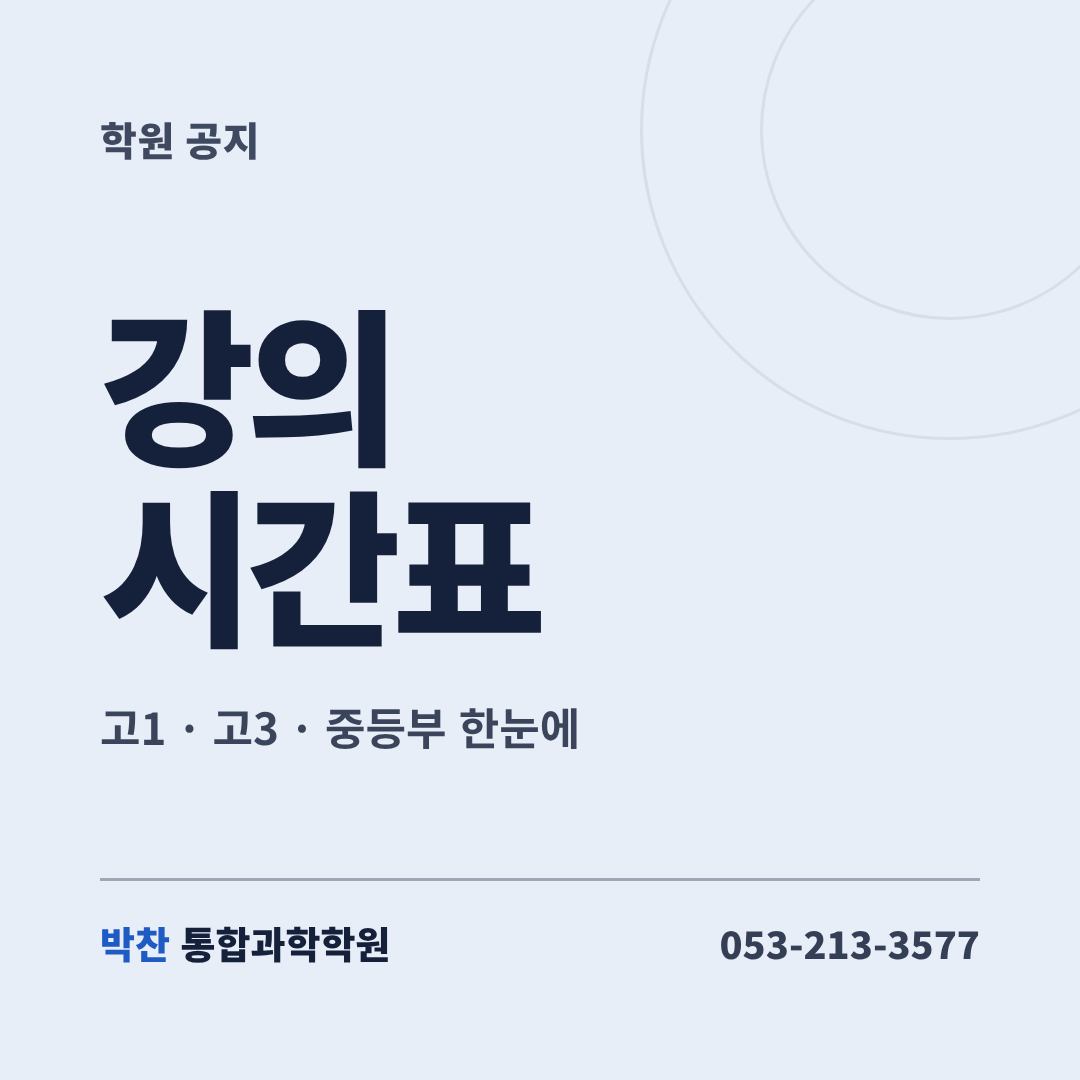 학원 공지
강의
시간표
고1 · 고3 · 중등부 한눈에
박찬 통합과학학원
053-213-3577